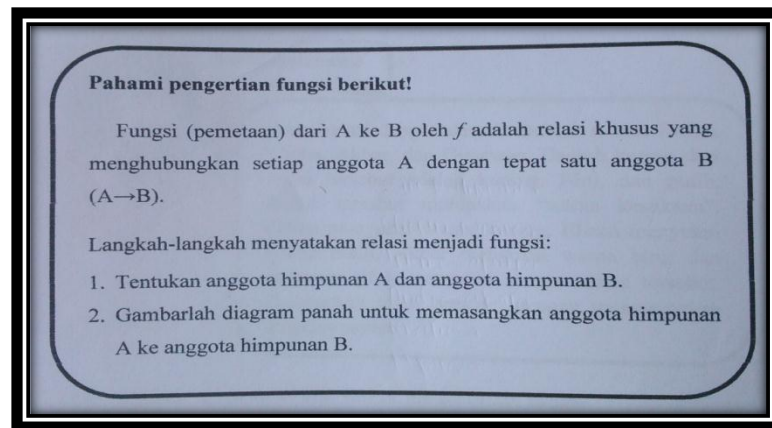 Pahami pengertian fungsi berikut!
Fungsi (pemetaan) dari A ke B oleh f adalah relasi khusus yang
menghubungkan setiap anggota A dengan tepat satu anggota B
(A→B).
Langkah-langkah menyatakan relasi menjadi fungsi:
1. Tentukan anggota himpunan A dan anggota himpunan B.
2. Gambarlah diagram panah untuk memasangkan anggota himpunan
A ke anggota himpunan B.